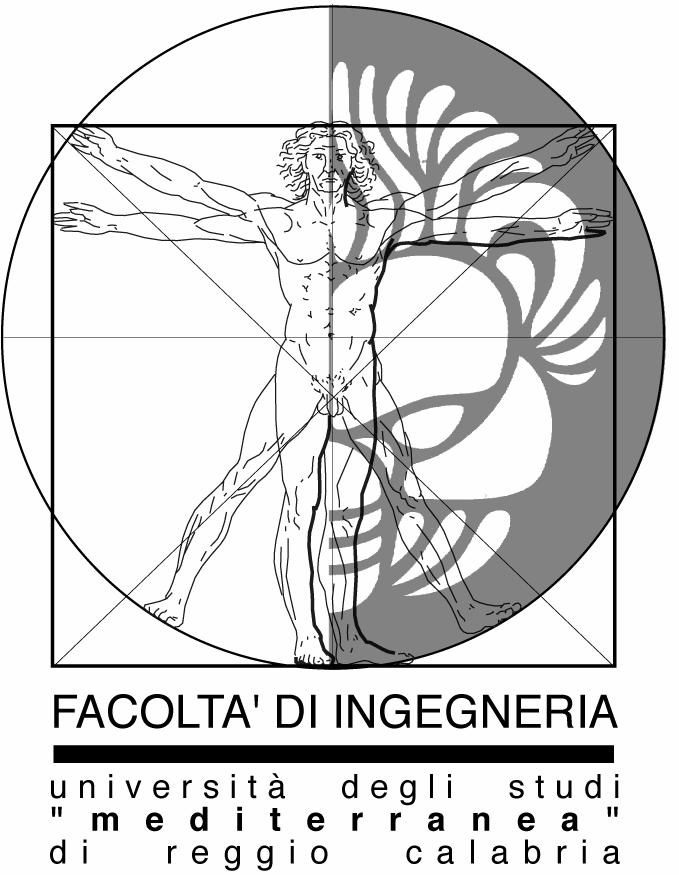 FACOLTA' DI INGEGNERIA
università degli studi
"mediterranea"
di reggio calabria